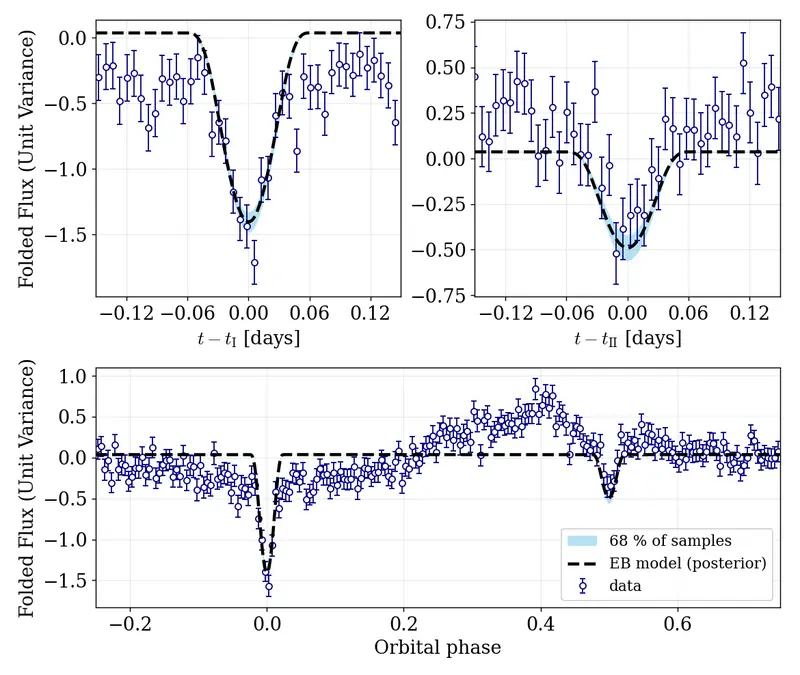 Folded Flux (Unit Variance)
0.0
−0.5
−1.0
−1.5
−0.12 −0.06 0.00 0.06 0.12
t − tI [days]
0.75
0.50
0.25
0.00
−0.25
−0.50
−0.75
−0.12 −0.06 0.00 0.06 0.12
t − tII [days]
Folded Flux (Unit Variance)
1.0
0.5
0.0
−0.5
−1.0
−1.5
68 % of samples
EB model (posterior)
data
−0.2 0.0 0.2 0.4 0.6
Orbital phase